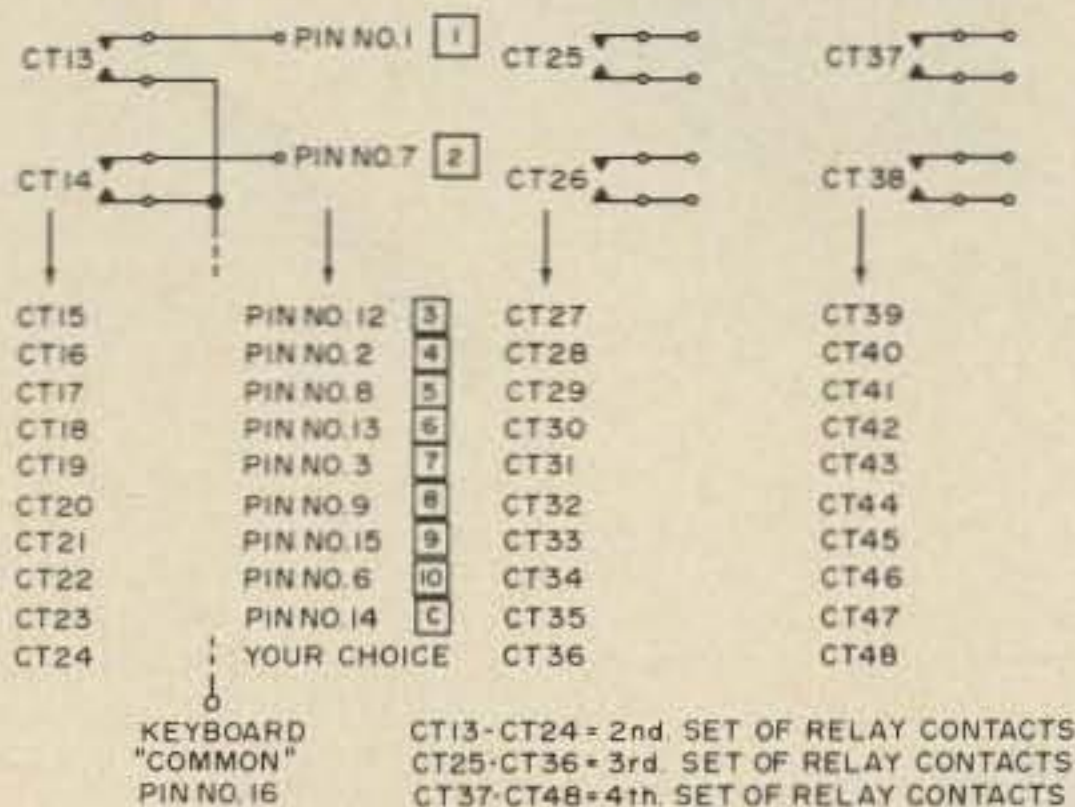 CT13 PIN NO. 1 1 CT25 CT37
CT14 PIN NO. 7 2 CT26 CT 38
CT15 PIN NO. 12 3 CT27 CT39
CT16 PIN NO. 2 4 CT28 CT40
CT17 PIN NO. 8 5 CT29 CT41
CT18 PIN NO. 13 6 CT30 CT42
CT19 PIN NO. 3 7 CT31 CT43
CT20 PIN NO. 9 8 CT32 CT44
CT21 PIN NO. 15 9 CT33 CT45
CT22 PIN NO. 6 10 CT34 CT46
CT23 PIN NO. 14 C CT35 CT47
CT24 YOUR CHOICE CT36 CT48
KEYBOARD
"COMMON"
PIN NO. 16
CT13-CT24 = 2nd. SET OF RELAY CONTACTS
CT25-CT36 = 3rd. SET OF RELAY CONTACTS
CT37-CT48 = 4th. SET OF RELAY CONTACTS